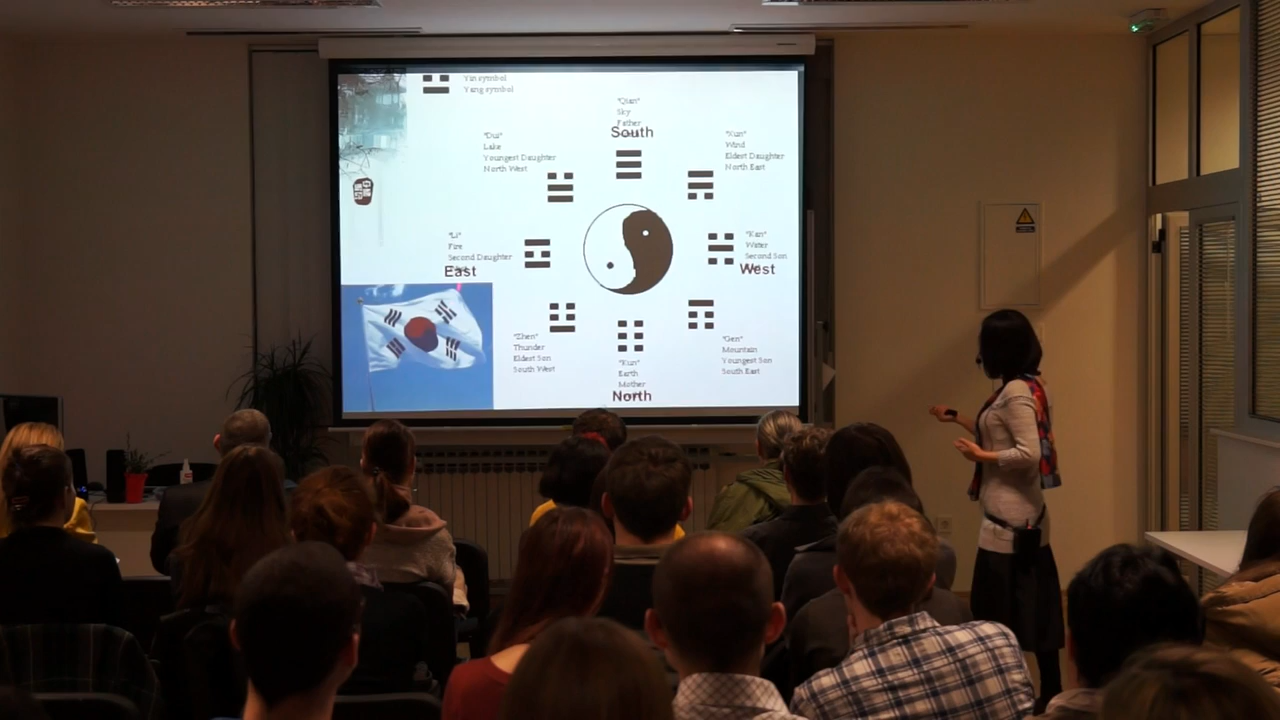 Yin symbol
Yang symbol
"Qian"
Sky
Father
South
"Dui"
Lake
Youngest Daughter
North West
"Xun"
Wind
Eldest Daughter
North East
"Li"
Fire
Second Daughter
East
"Kan"
Water
Second Son
West
"Zhen"
Thunder
Eldest Son
South West
"Kun"
Earth
Mother
North
"Gen"
Mountain
Youngest Son
South East